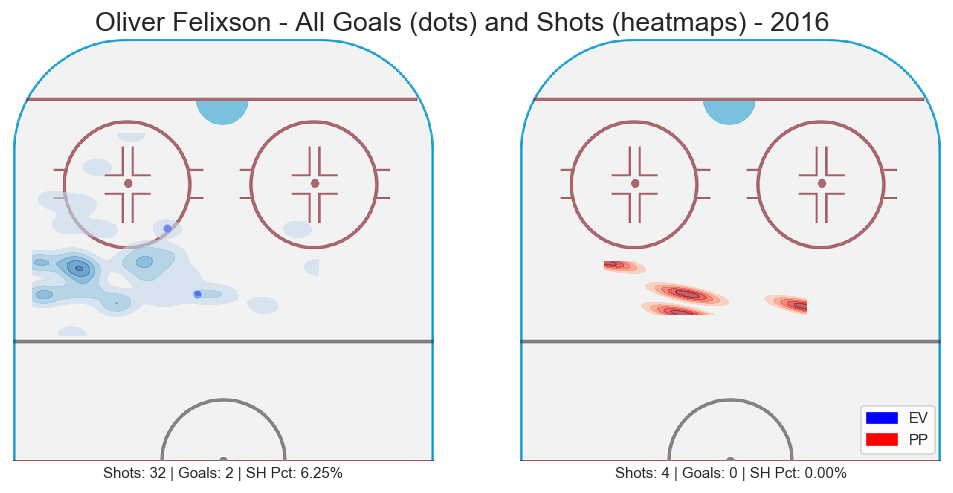 Oliver Felixson - All Goals (dots) and Shots (heatmaps) - 2016
EV
PP
Shots: 32 | Goals: 2 | SH Pct: 6.25%
Shots: 4 | Goals: 0 | SH Pct: 0.00%